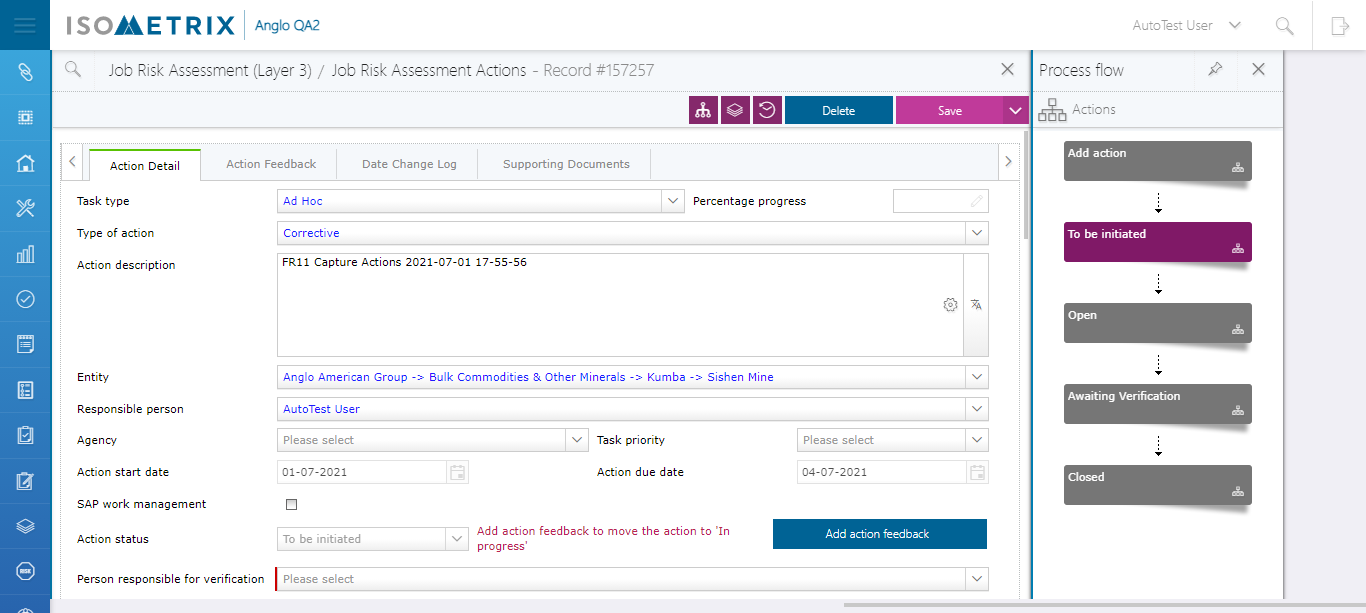 ISOMETRIX Anglo QA2 AutoTest User
Job Risk Assessment (Layer 3) / Job Risk Assessment Actions - Record #157257
Process flow
Delete Save
Actions
Action Detail Action Feedback Date Change Log Supporting Documents
Task type Ad Hoc Percentage progress
Type of action Corrective
Action description FR11 Capture Actions 2021-07-01 17-55-56
Entity Anglo American Group -> Bulk Commodities & Other Minerals -> Kumba -> Sishen Mine
Responsible person AutoTest User
Agency Please select Task priority Please select
Action start date 01-07-2021 Action due date 04-07-2021
SAP work management
Action status To be initiated Add action feedback to move the action to 'In
progress'
Add action feedback
Person responsible for verification Please select
Add action
To be initiated
Open
Awaiting Verification
Closed